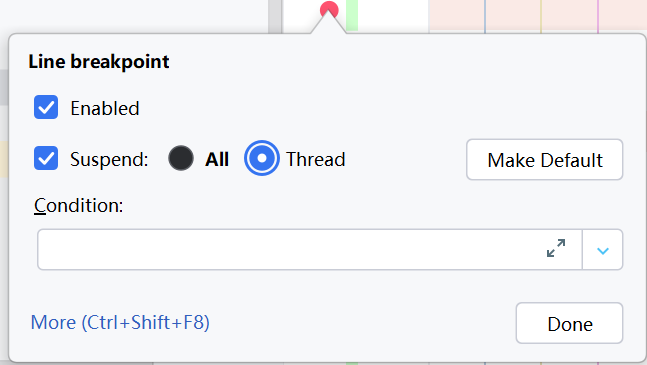 Line breakpoint
Enabled
Suspend: All Thread Make Default
Condition:
More (Ctrl+Shift+F8) Done